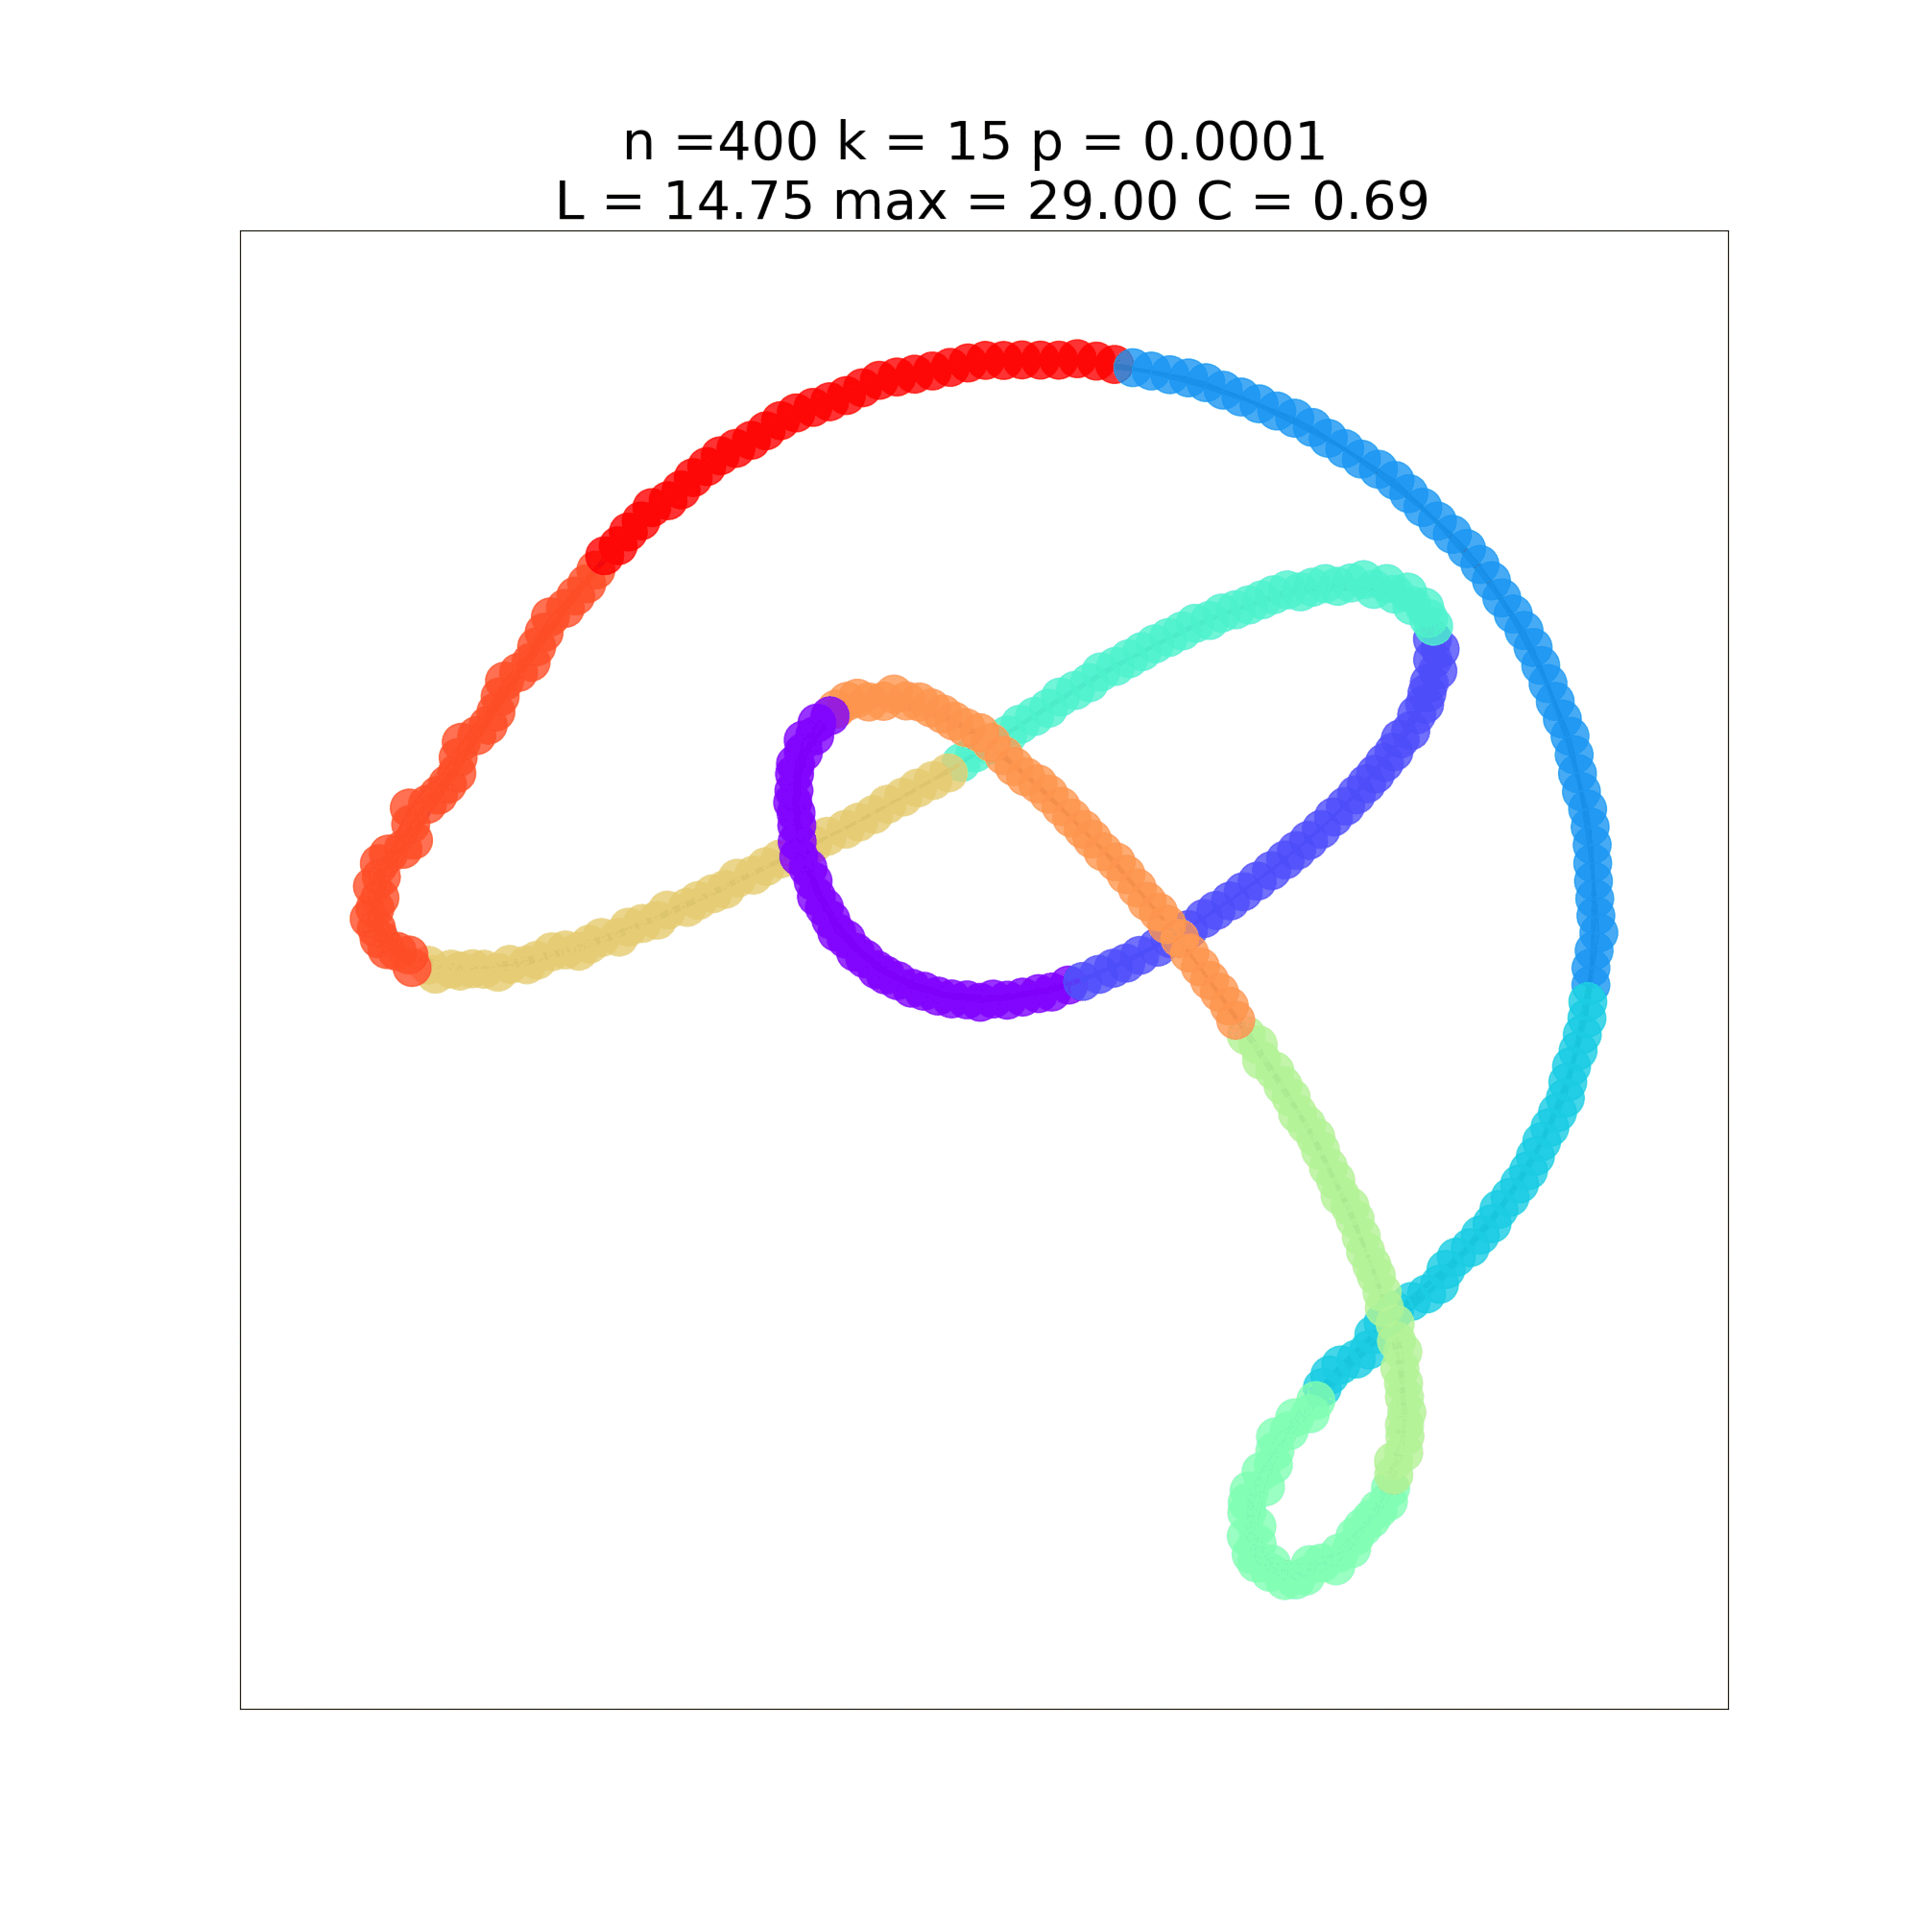 n =400 k = 15 p = 0.0001
L = 14.75 max = 29.00 C = 0.69